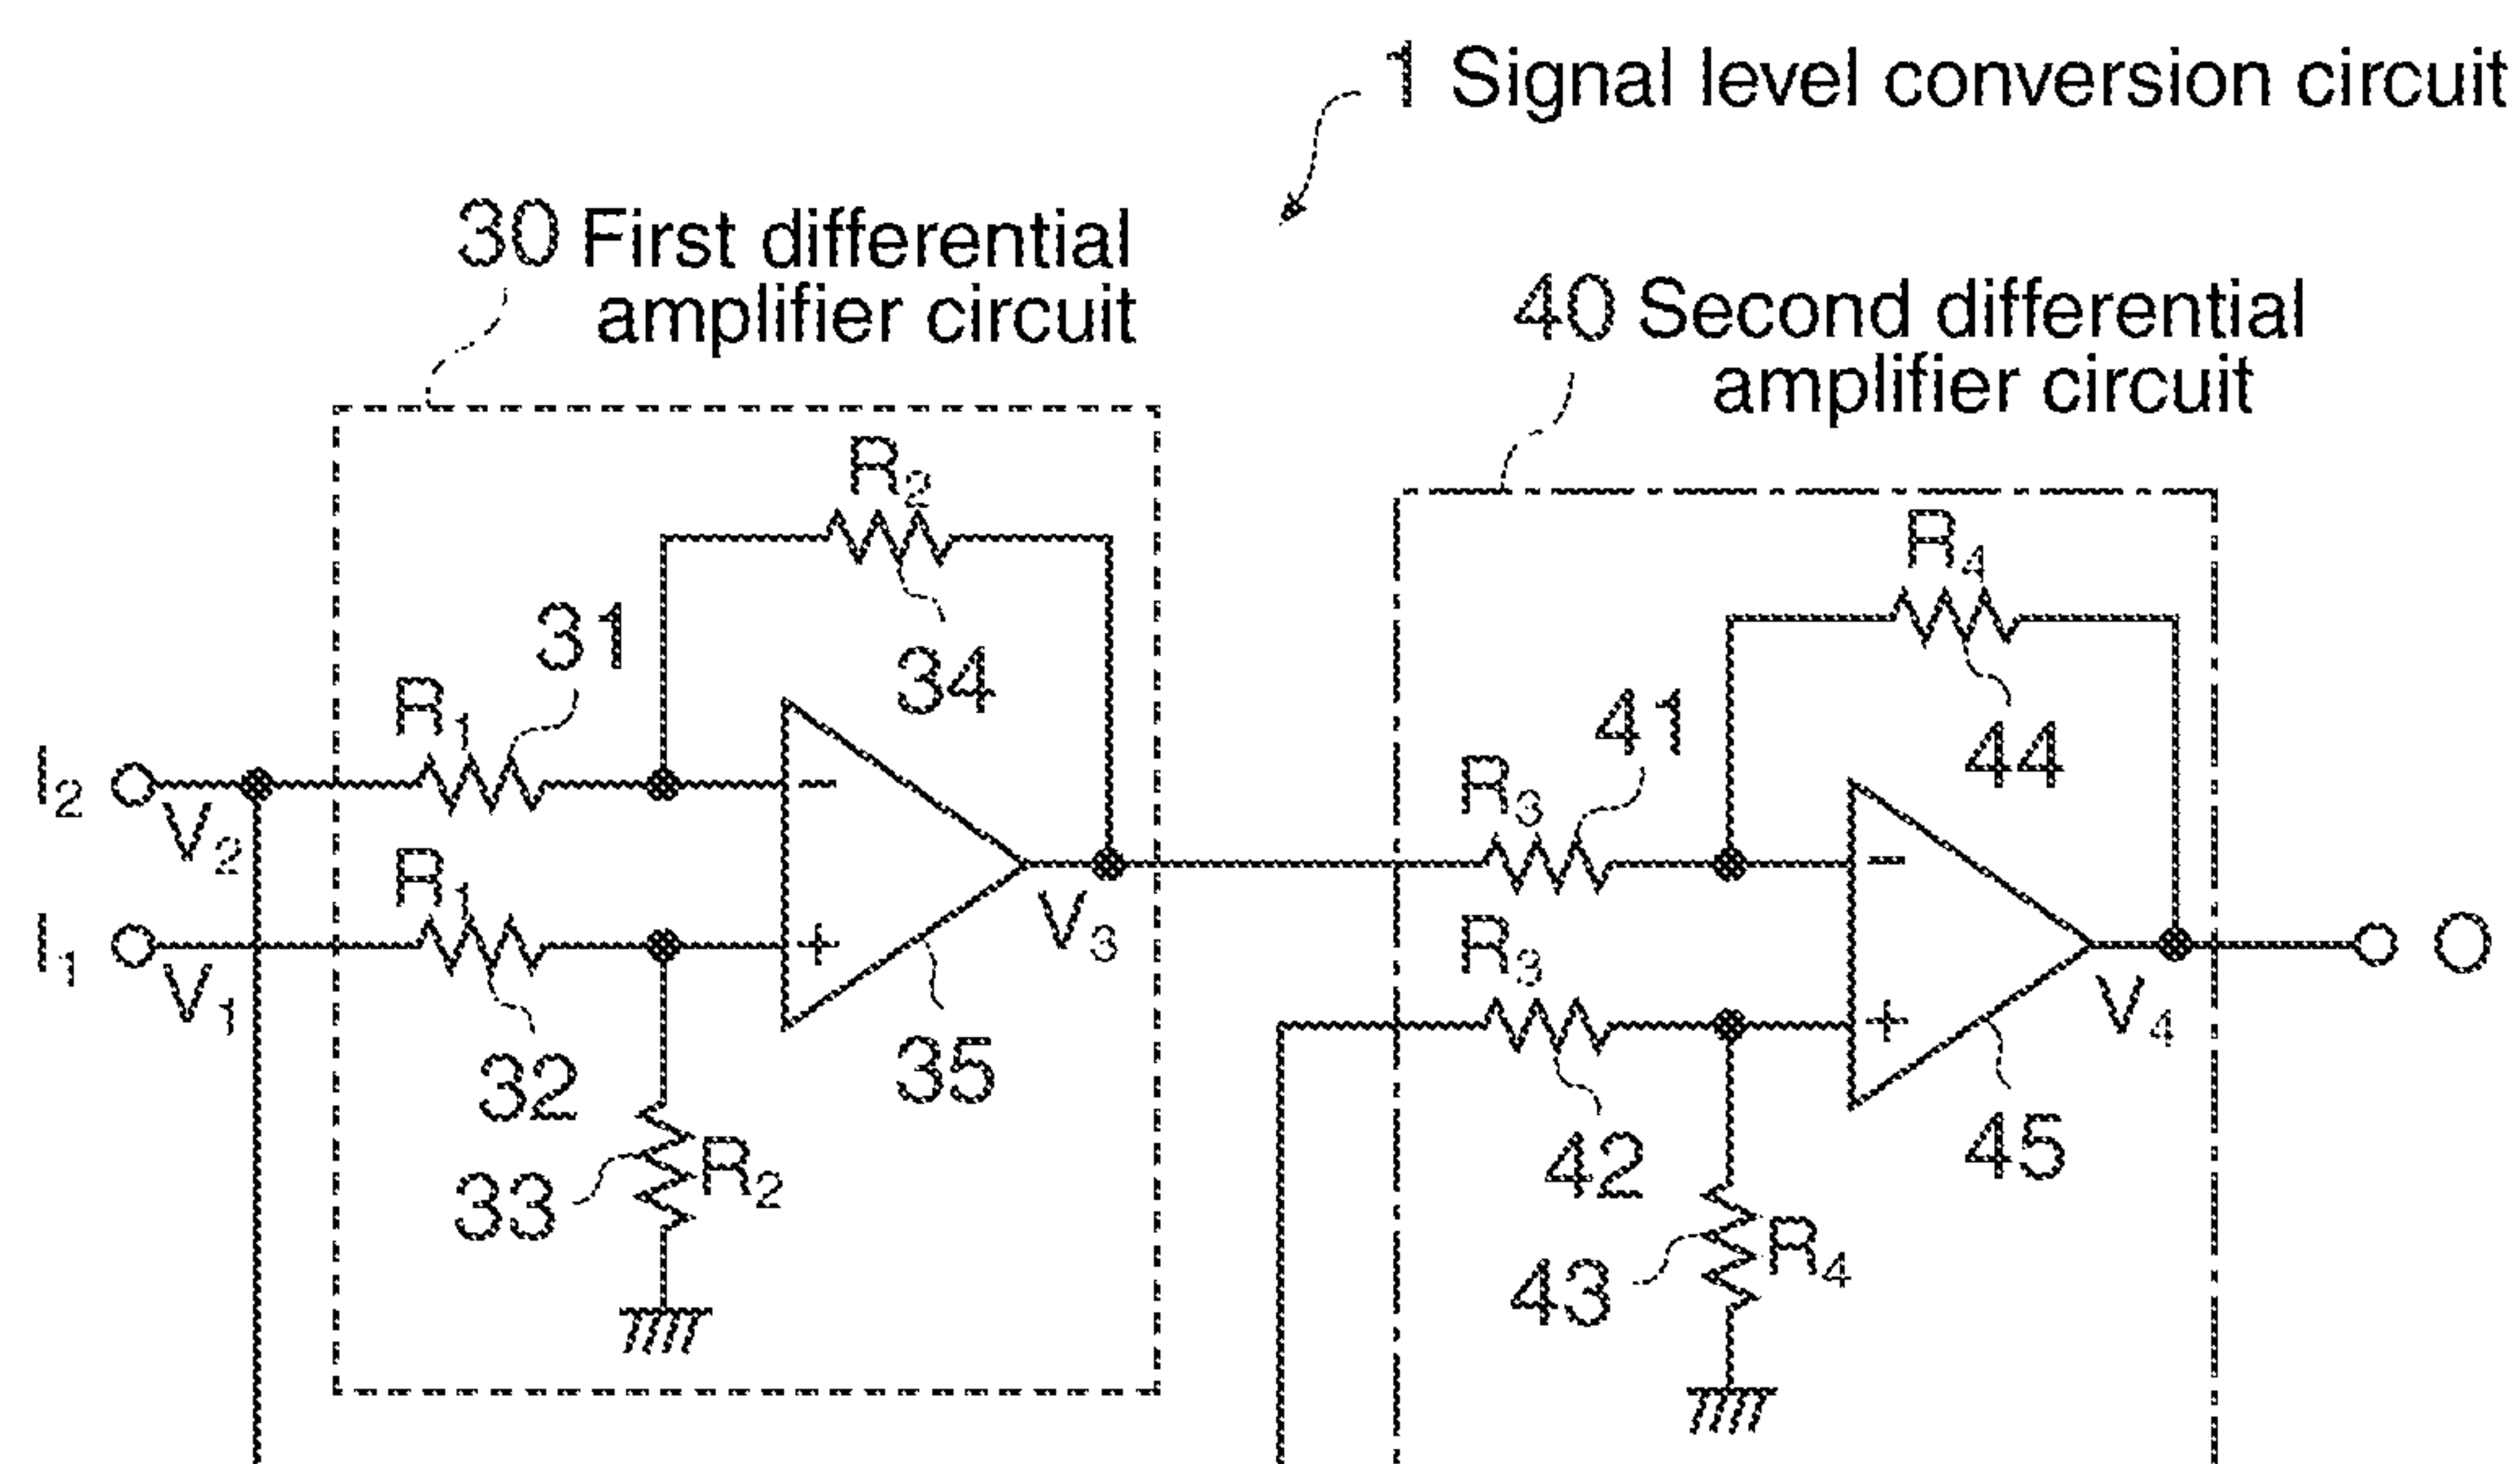 1 Signal level conversion circuit
30 First differential
amplifier circuit
40 Second differential
amplifier circuit
R2
34
R4
44
31
R1
41
R3
I2
V2
-
R1
I1
V1
+
V3
35
32
33
R2
-
R3
+
V4
O
45
42
43
R4